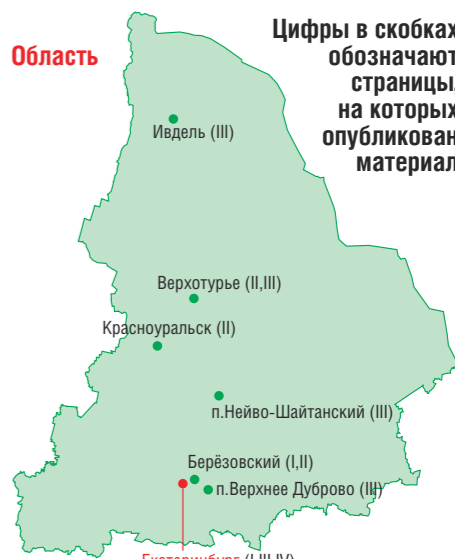 Область
Цифры в скобках
обозначают
страницы,
на которых
опубликован
материал
Ивдель (III)
Верхотурье (II,III)
Красноуральск (II)
п.Нейво-Шайтанский (III)
Берёзовский (I,II)
п.Верхнее Дуброво (III)
Екатеринбург